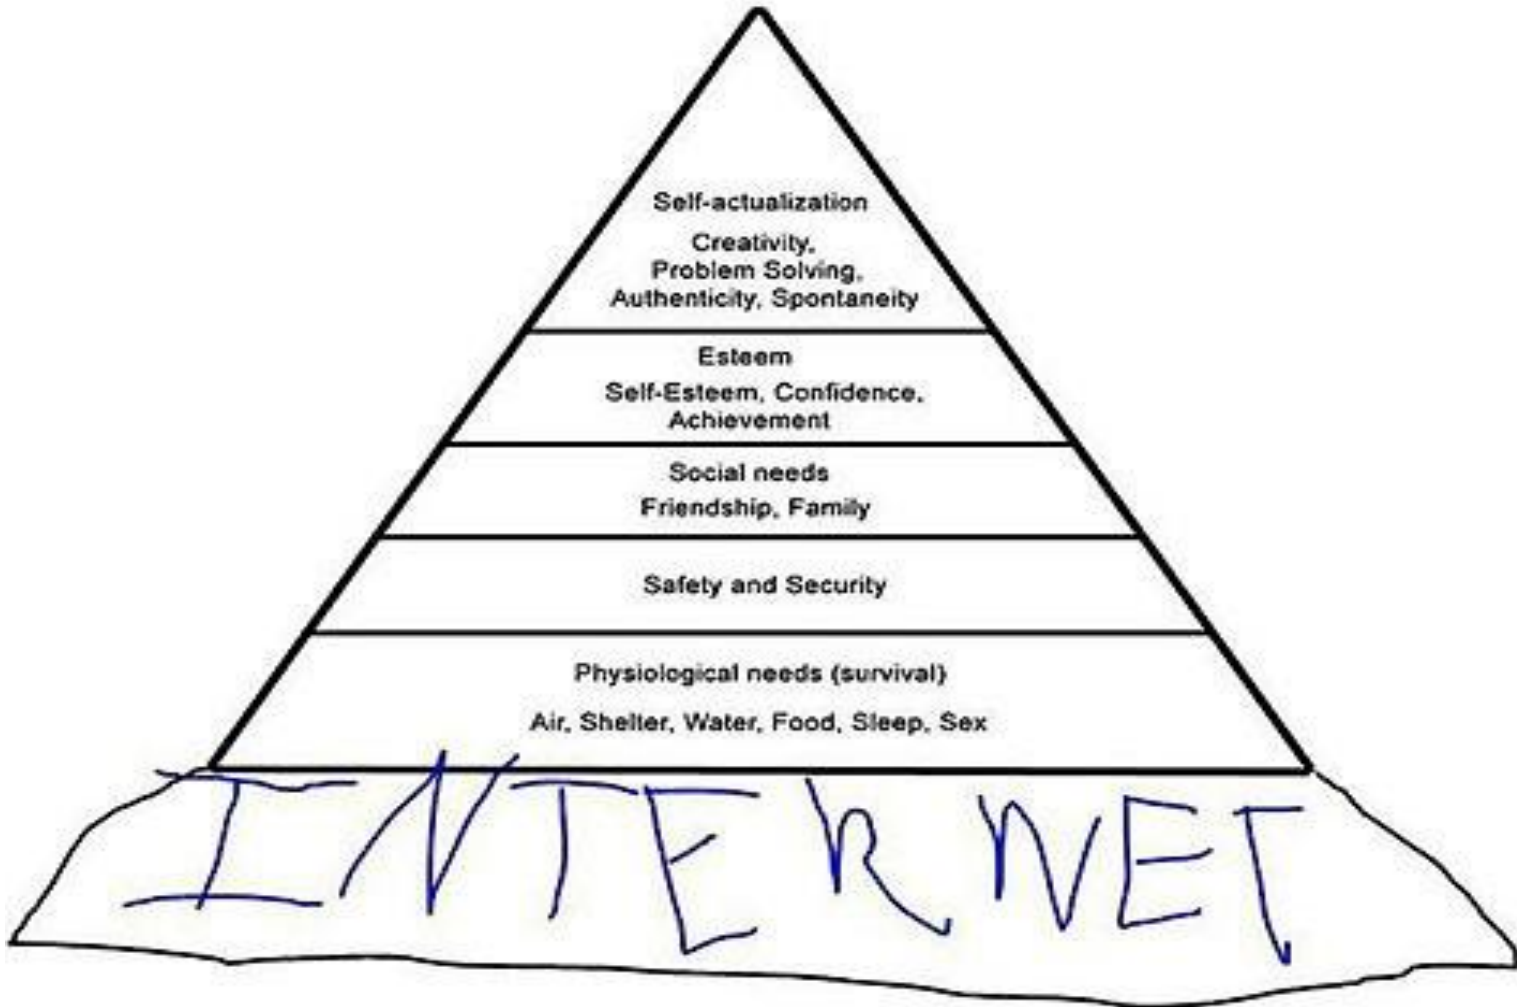 Self-actualization
Creativity,
Problem Solving,
Authenticity, Spontaneity
Esteem
Self-Esteem, Confidence,
Achievement
Social needs
Friendship, Family
Safety and Security
Physiological needs (survival)
Air, Shelter, Water, Food, Sleep, Sex
INTERNET